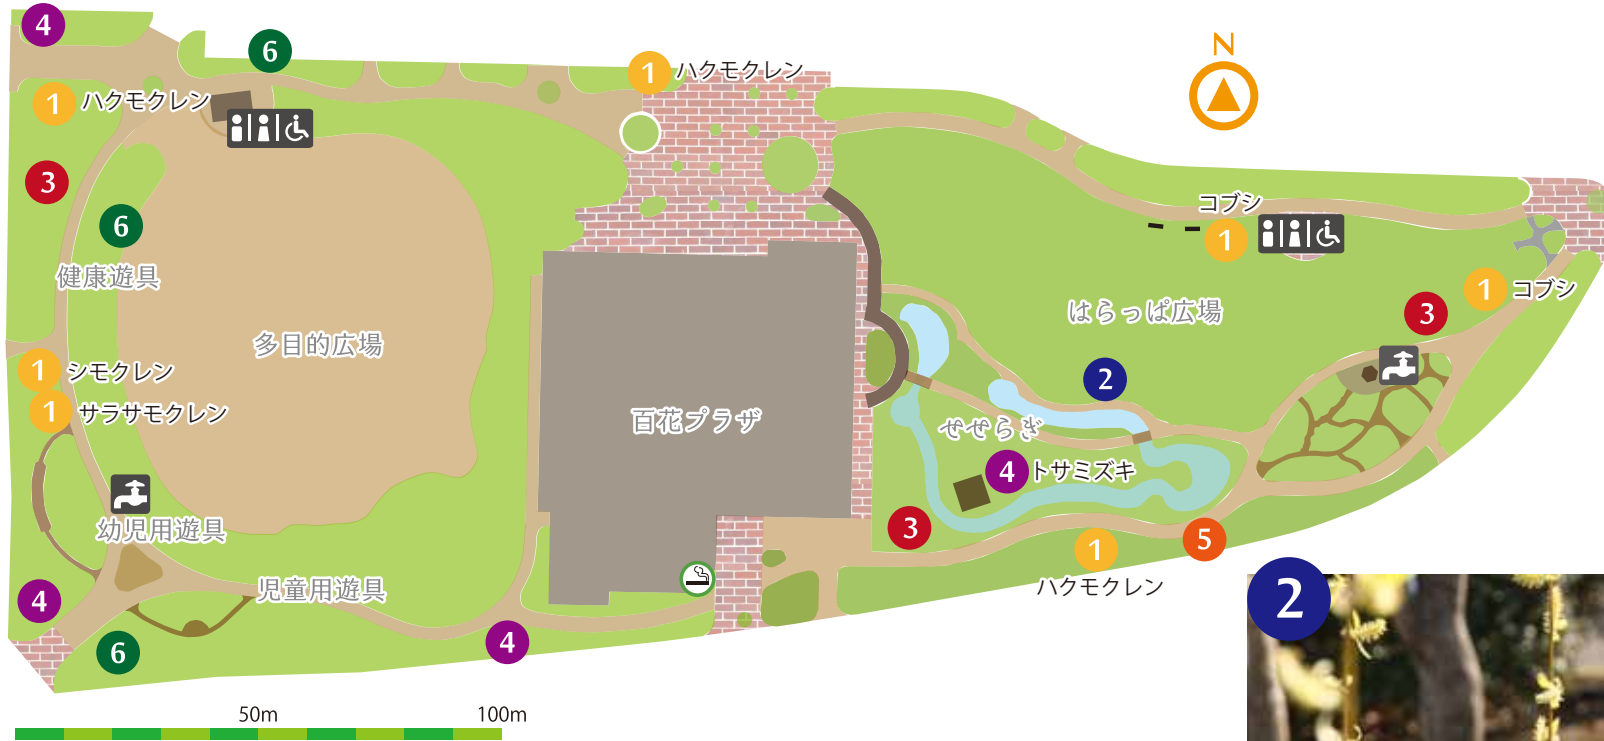 4
6
N
1 ハクモクレン
1 ハクモクレン
3
コブシ
1
6
健康遊具
1 コブシ
はらっぱ広場
3
多目的広場
1 シモクレン
2
1 サラサモクレン
百花プラザ
せせらぎ
4 トサミズキ
幼児用遊具
3
5
1
ハクモクレン
児童用遊具
4
2
4
6
50m
100m